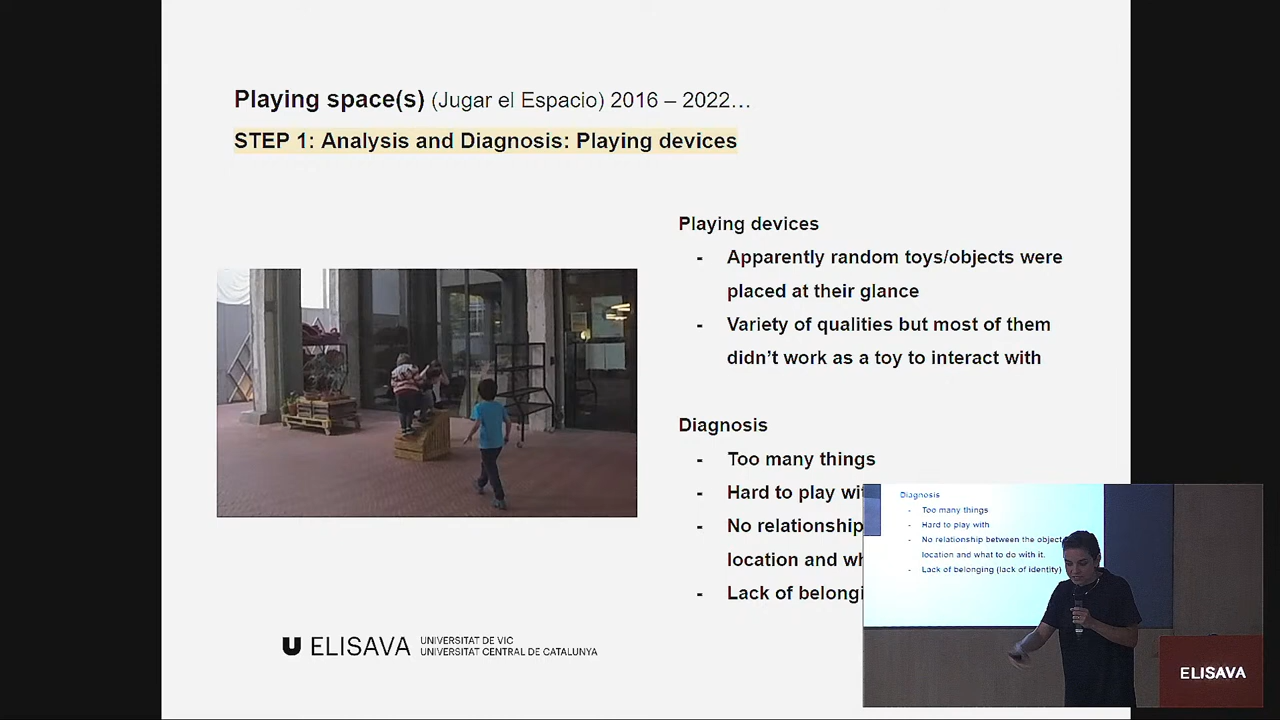 Playing space(s) (Jugar el Espacio) 2016 – 2022…
STEP 1: Analysis and Diagnosis: Playing devices
Playing devices
- Apparently random toys/objects were
placed at their glance
- Variety of qualities but most of them
didn’t work as a toy to interact with
Diagnosis
- Too many things
- Hard to play
- No relationship
location and
- Lack of
U ELISAVA UNIVERSITAT DE VIC
UNIVERSITAT CENTRAL DE CATALUNYA
Diagnosis
- Too many things
- Hard to play with
- No relationship between the object
location and what to do with it.
- Lack of belonging (lack of identity)
ELISAVA